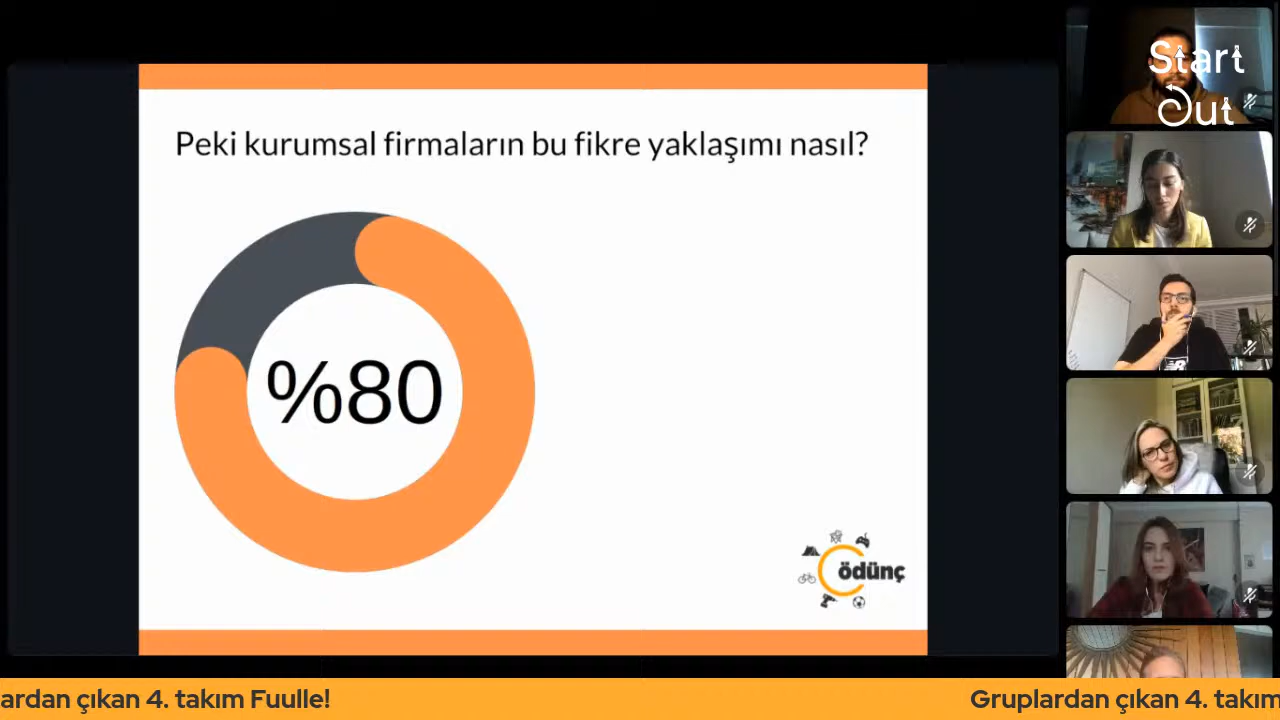 Start
Out
Peki kurumsal firmaların bu fikre yaklaşımı nasıl?
%80
ödünç
ardan çıkan 4. takım Fuulle!
Gruplardan çıkan 4. takım